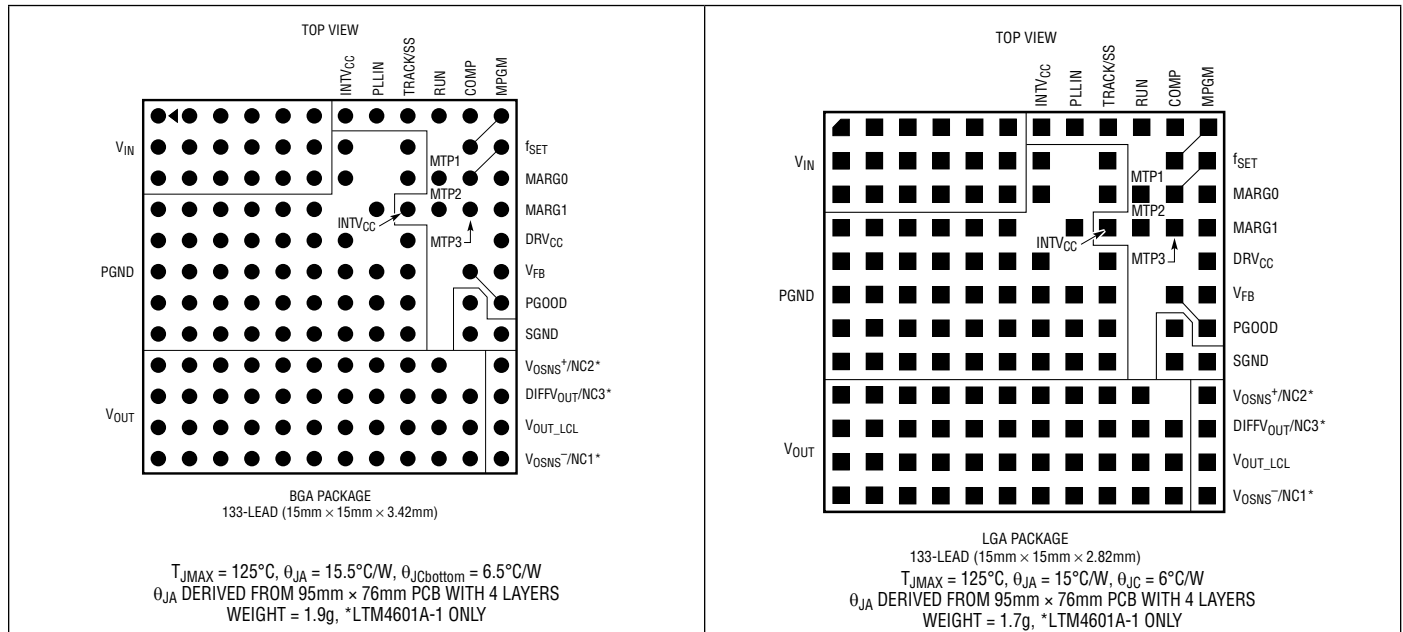 TOP VIEW
INTVCC
PLLIN
TRACK/SS
RUN
COMP
MPGM
VIN
PGND
VOUT
fSET
MARG0
MARG1
DRVCC
VFB
PGOOD
SGND
VOSNS+/NC2*
DIFFVOUT/NC3*
VOUT_LCL
VOSNS–/NC1*
MTP1
MTP2
INTVCC
MTP3
BGA PACKAGE
133-LEAD (15mm × 15mm × 3.42mm)
TJMAX = 125°C, θJA = 15.5°C/W, θJCbottom = 6.5°C/W
θJA DERIVED FROM 95mm × 76mm PCB WITH 4 LAYERS
WEIGHT = 1.9g, *LTM4601A-1 ONLY
TOP VIEW
INTVCC
PLLIN
TRACK/SS
RUN
COMP
MPGM
VIN
PGND
VOUT
fSET
MARG0
MARG1
DRVCC
VFB
PGOOD
SGND
VOSNS+/NC2*
DIFFVOUT/NC3*
VOUT_LCL
VOSNS–/NC1*
MTP1
MTP2
INTVCC
MTP3
LGA PACKAGE
133-LEAD (15mm × 15mm × 2.82mm)
TJMAX = 125°C, θJA = 15°C/W, θJC = 6°C/W
θJA DERIVED FROM 95mm × 76mm PCB WITH 4 LAYERS
WEIGHT = 1.7g, *LTM4601A-1 ONLY